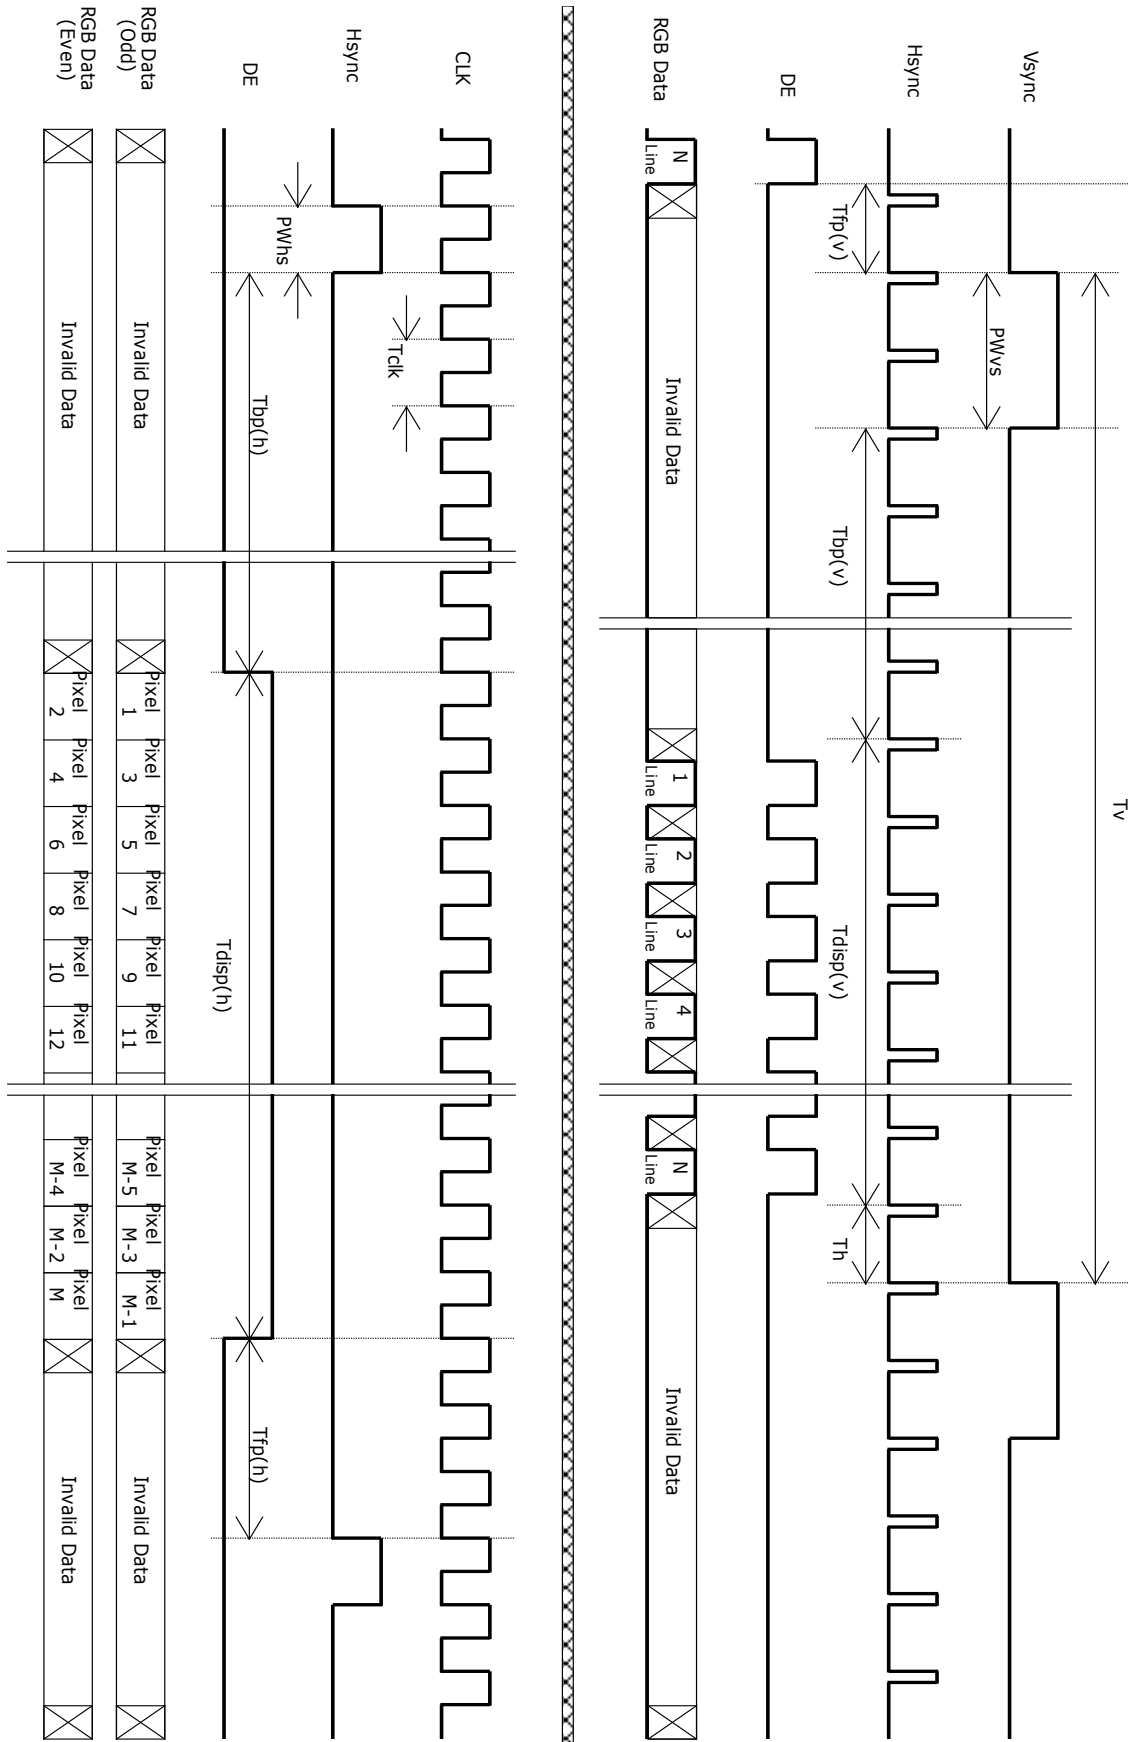 Tv
Vsync
PWvs
Hsync
Tfp(v)
Tbp(v)
Tdisp(v)
Th
DE
RGB Data
N
Line
Invalid Data
1
Line
2
Line
3
Line
4
Line
N
Line
Invalid Data
CLK
Tclk
Hsync
PWhs
DE
Tbp(h)
Tdisp(h)
Tfp(h)
RGB Data
(Odd)
Invalid Data
Pixel Pixel Pixel Pixel Pixel Pixel
1 3 5 7 9 11
Pixel Pixel Pixel
M-5 M-3 M-1
Invalid Data
RGB Data
(Even)
Invalid Data
Pixel Pixel Pixel Pixel Pixel Pixel
2 4 6 8 10 12
Pixel Pixel Pixel
M-4 M-2 M
Invalid Data